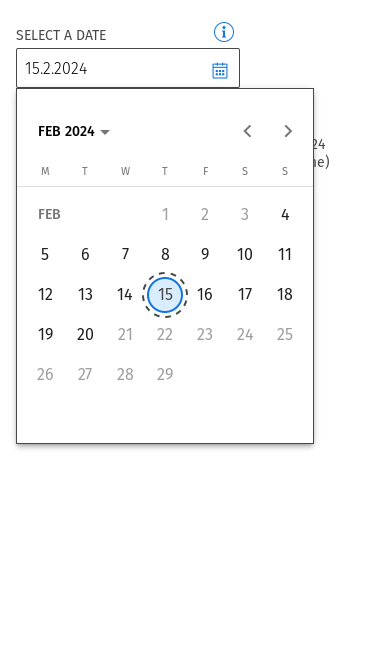 SELECT A DATE
15.2.2024
FEB 2024
M T W T F S S
FEB 1 2 3 4
5 6 7 8 9 10 11
12 13 14 15 16 17 18
19 20 21 22 23 24 25
26 27 28 29